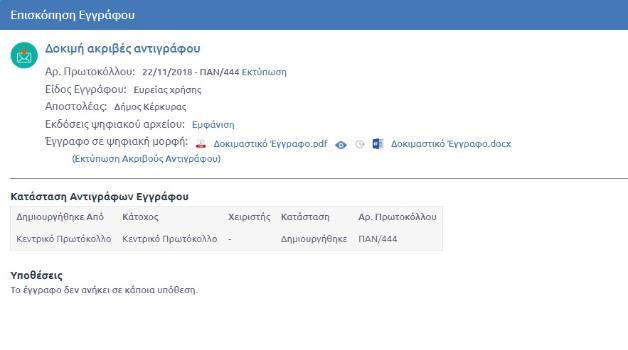 Επισκόπηση Εγγράφου
Δοκιμή ακριβές αντιγράφου
Αρ. Πρωτοκόλλου: 22/11/2018 - ΠΑΝ/444 Εκτύπωση
Είδος Εγγράφου: Ευρείας χρήσης
Αποστολέας: Δήμος Κέρκυρας
Εκδόσεις ψηφιακού αρχείου: Εμφάνιση
Έγγραφο σε ψηφιακή μορφή: Δοκιμαστικό Έγγραφο.pdf Δοκιμαστικό Έγγραφο.docx
(Εκτύπωση Ακριβούς Αντιγράφου)
Κατάσταση Αντιγράφων Εγγράφου
Δημιουργήθηκε Από Κάτοχος Χειριστής Κατάσταση Αρ. Πρωτοκόλλου
Κεντρικό Πρωτόκολλο Κεντρικό Πρωτόκολλο - Δημιουργήθηκε ΠΑΝ/444
Υποθέσεις
Το έγγραφο δεν ανήκει σε κάποια υπόθεση.